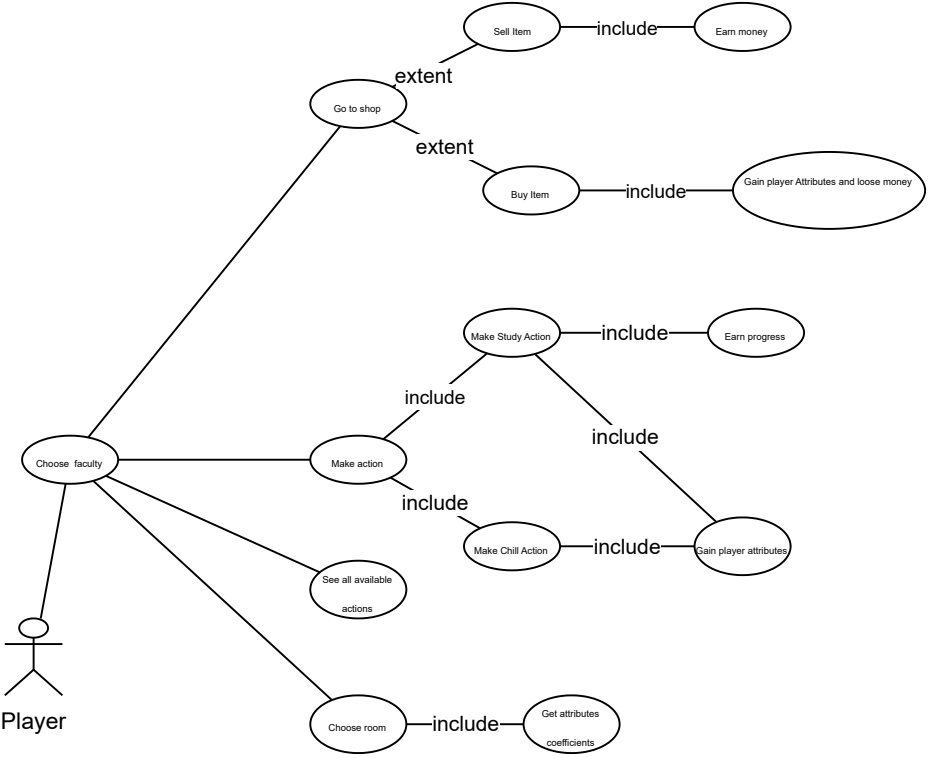 Sell Item
include
Earn money
extent
Go to shop
extent
Buy Item
include
Gain player Attributes and loose money
Make Study Action
include
Earn progress
include
include
Choose faculty
Make action
include
Make Chill Action
include
Gain player attributes
See all available
actions
Player
Choose room
include
Get attributes
coefficients